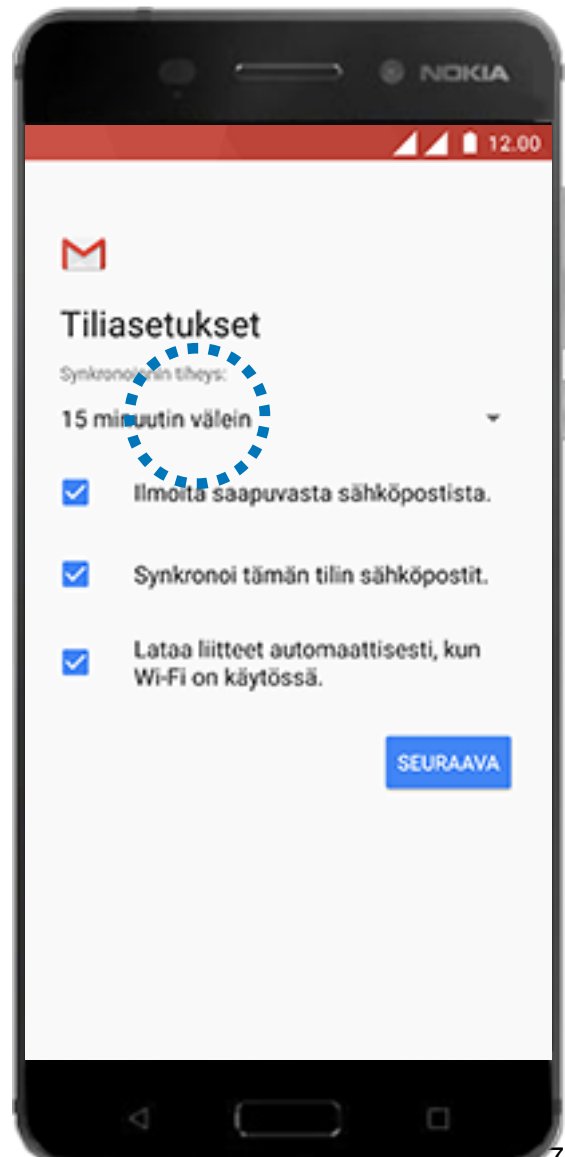 NOKIA
12.00
Tiliasetukset
Synkronoinnin tiheys:
15 minuutin välein
Ilmoita saapuvasta sähköpostista.
Synkronoi tämän tilin sähköpostit.
Lataa liitteet automaattisesti, kun
Wi-Fi on käytössä.
SEURAAVA
7